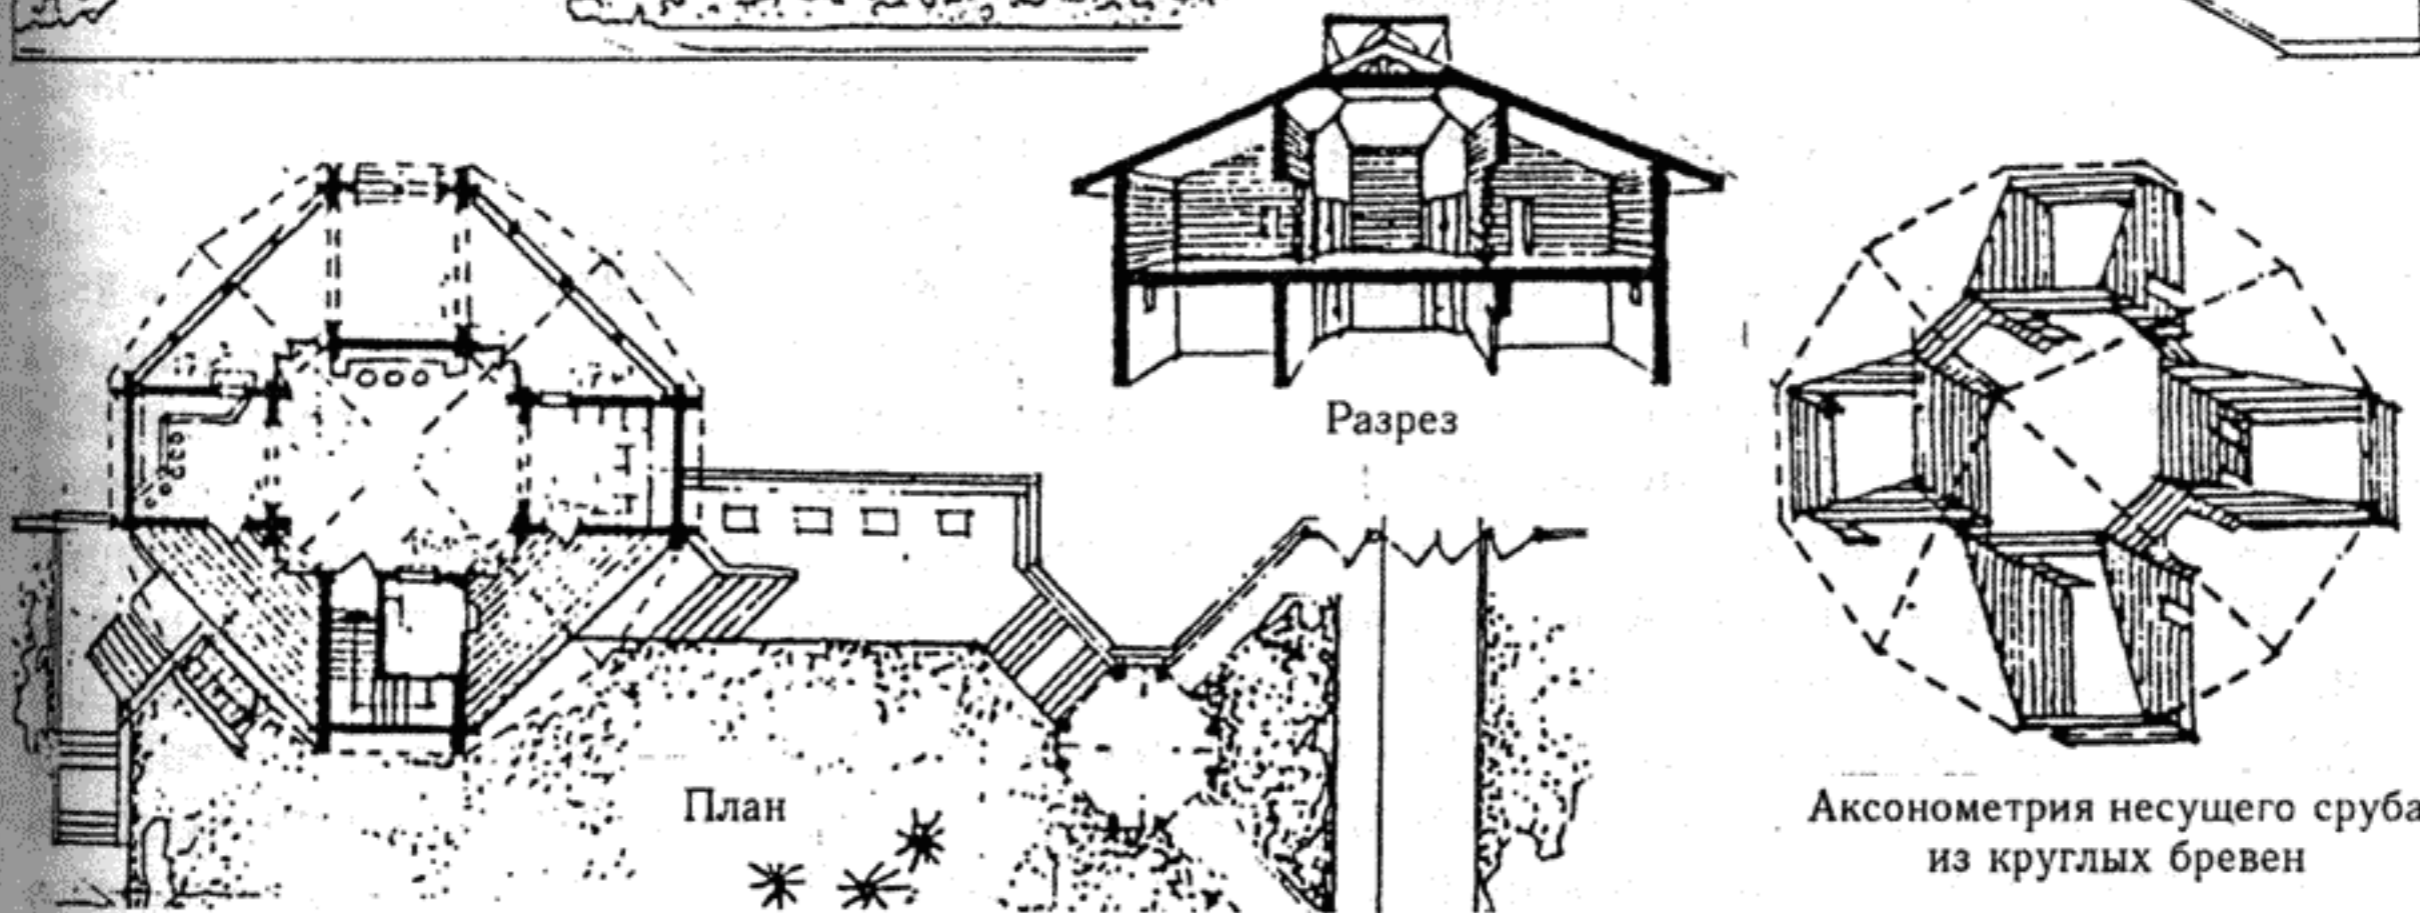 Разрез
План
Аксонометрия несущего сруба
из круглых бревен